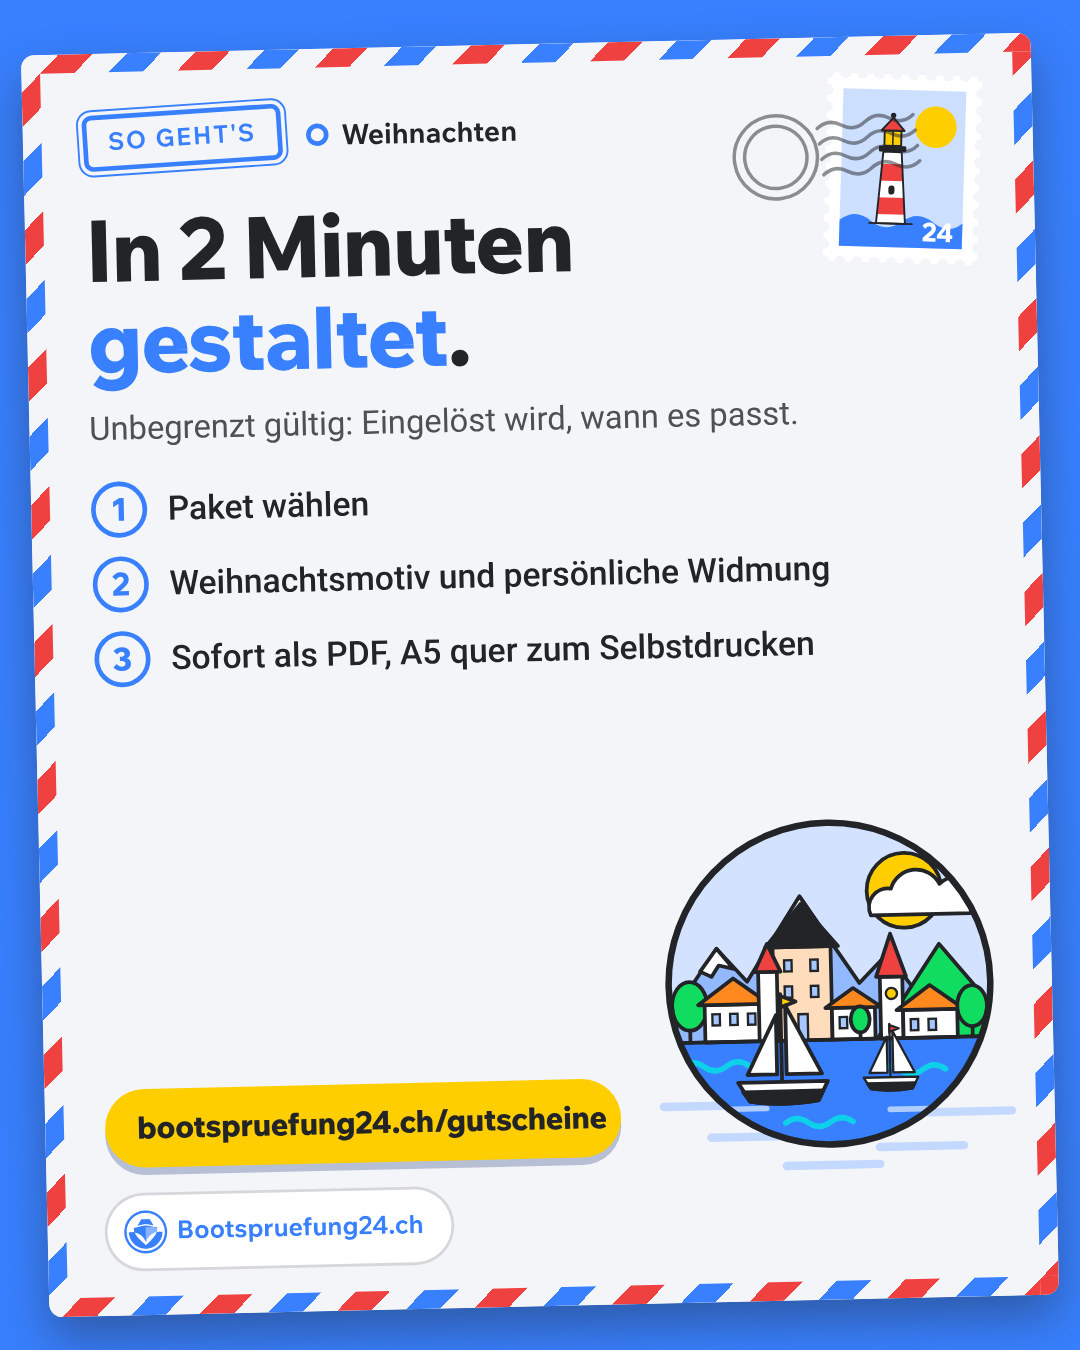 SO GEHT'S
Weihnachten
24
In 2 Minuten
gestaltet.
Unbegrenzt gültig: Eingelöst wird, wann es passt.
1 Paket wählen
2 Weihnachtsmotiv und persönliche Widmung
3 Sofort als PDF, A5 quer zum Selbstdrucken
bootspruefung24.ch/gutscheine
Bootspruefung24.ch